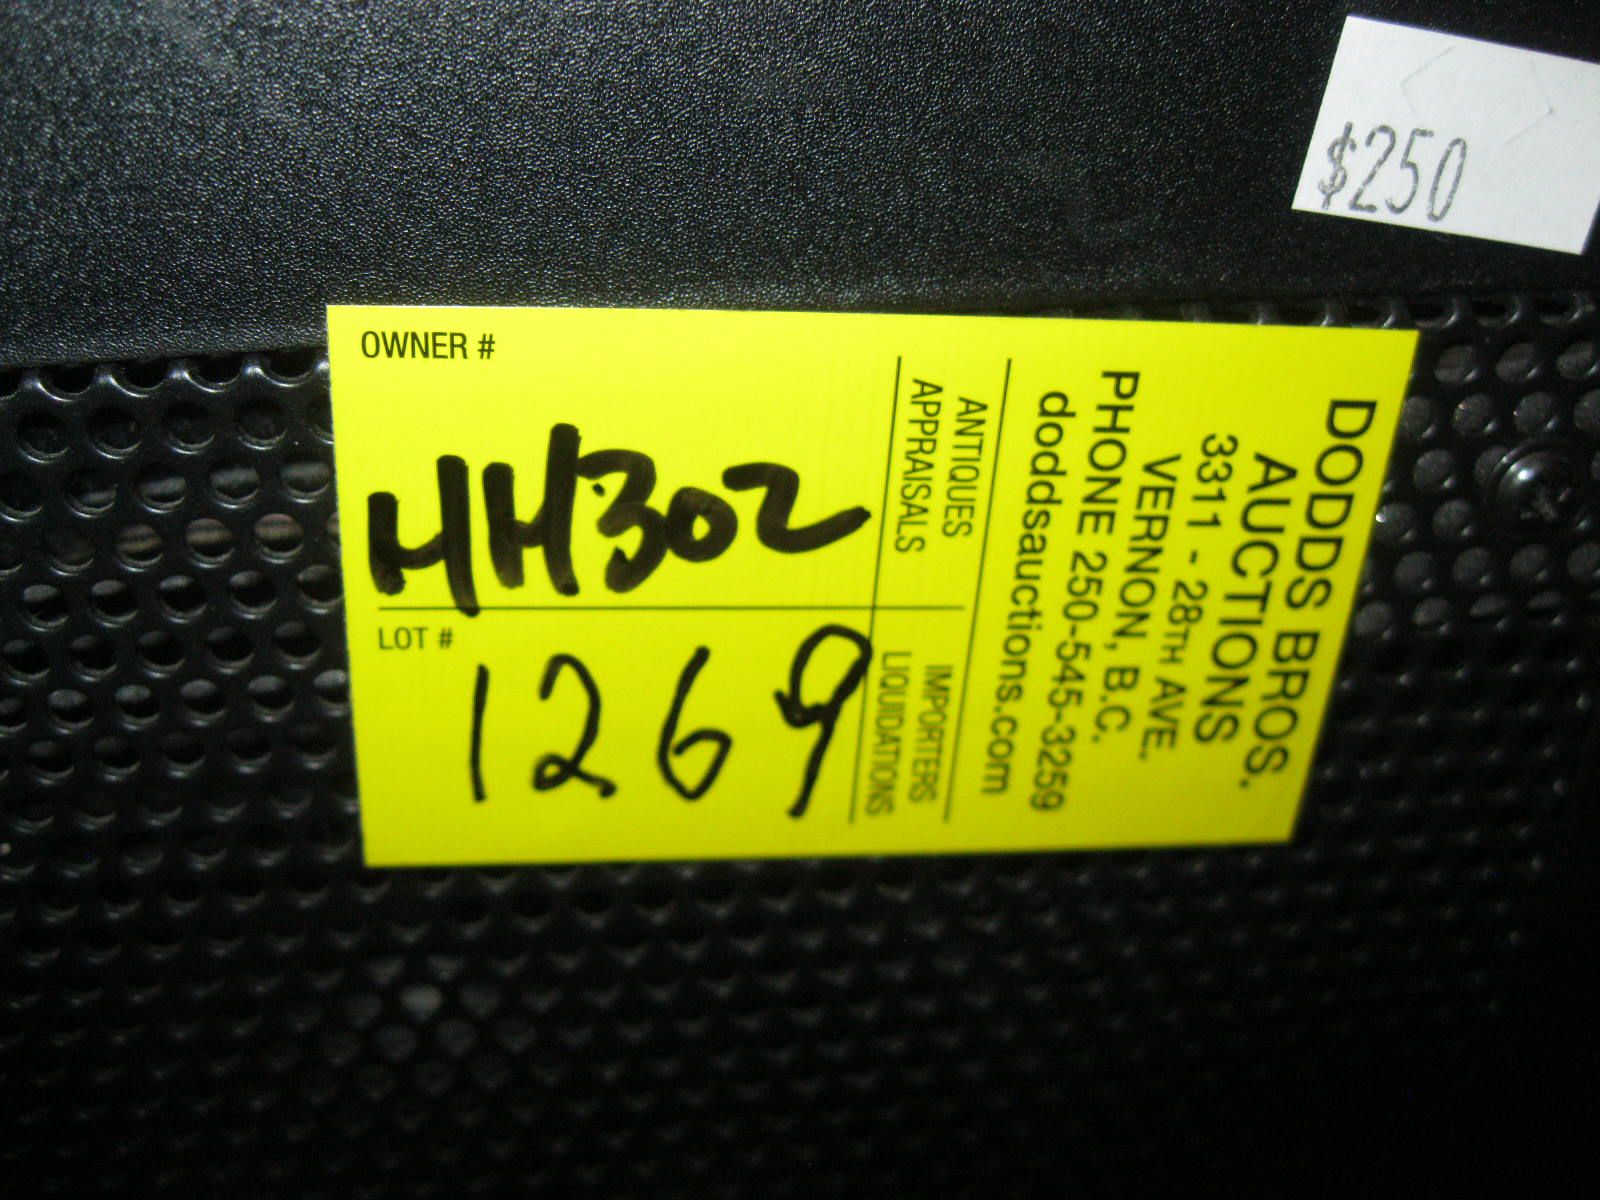 $250
OWNER #
HH302
LOT #
1269
ANTIQUES
APPRAISALS
IMPORTERS
LIQUIDATIONS
DODDS BROS.
AUCTIONS
3311 - 28TH AVE.
VERNON, B.C.
PHONE 250-545-3259
doddsauctions.com